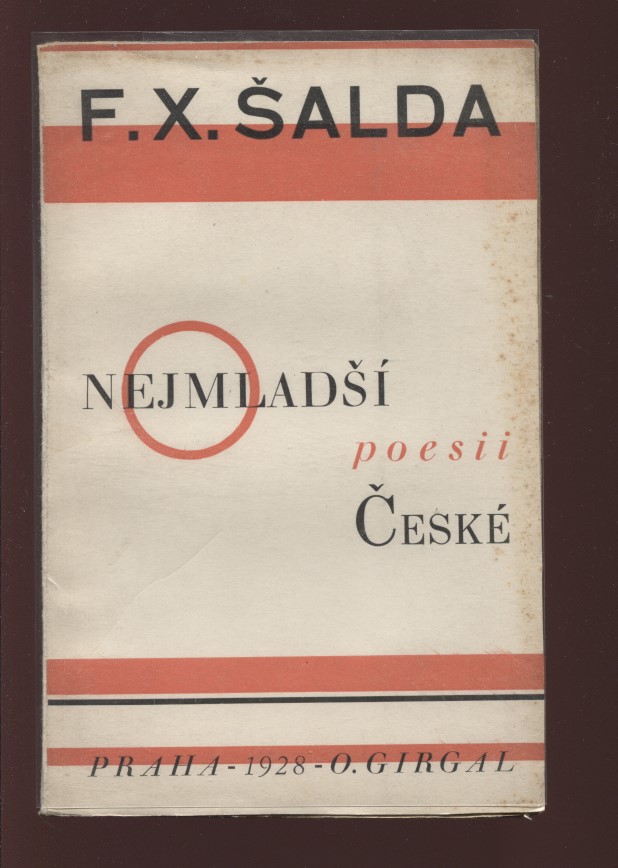 F. X. ŠALDA
O
NEJMLADŠÍ
poesii
ČESKÉ
PRAHA - 1928 - O. GIRGAL